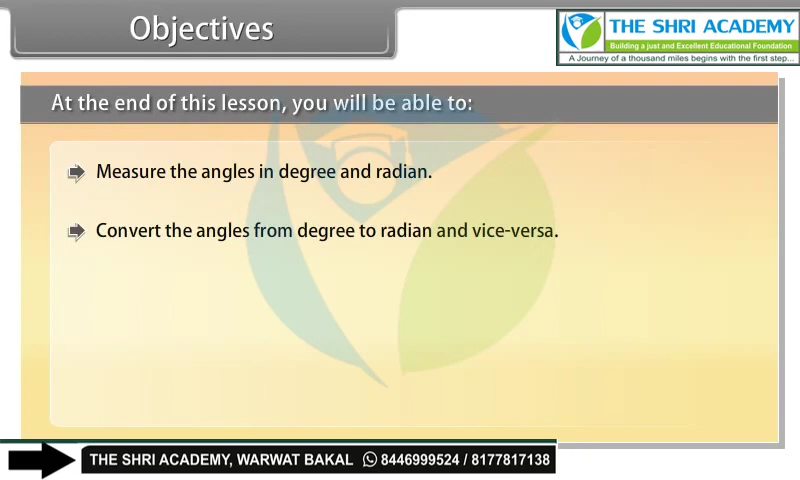 Objectives
THE SHRI ACADEMY
Building a just and Excellent Educational Foundation
A Journey of a thousand miles begins with the first step...
At the end of this lesson, you will be able to:
Measure the angles in degree and radian.
Convert the angles from degree to radian and vice-versa.
THE SHRI ACADEMY, WARWAT BAKAL 8446999524 / 8177817138